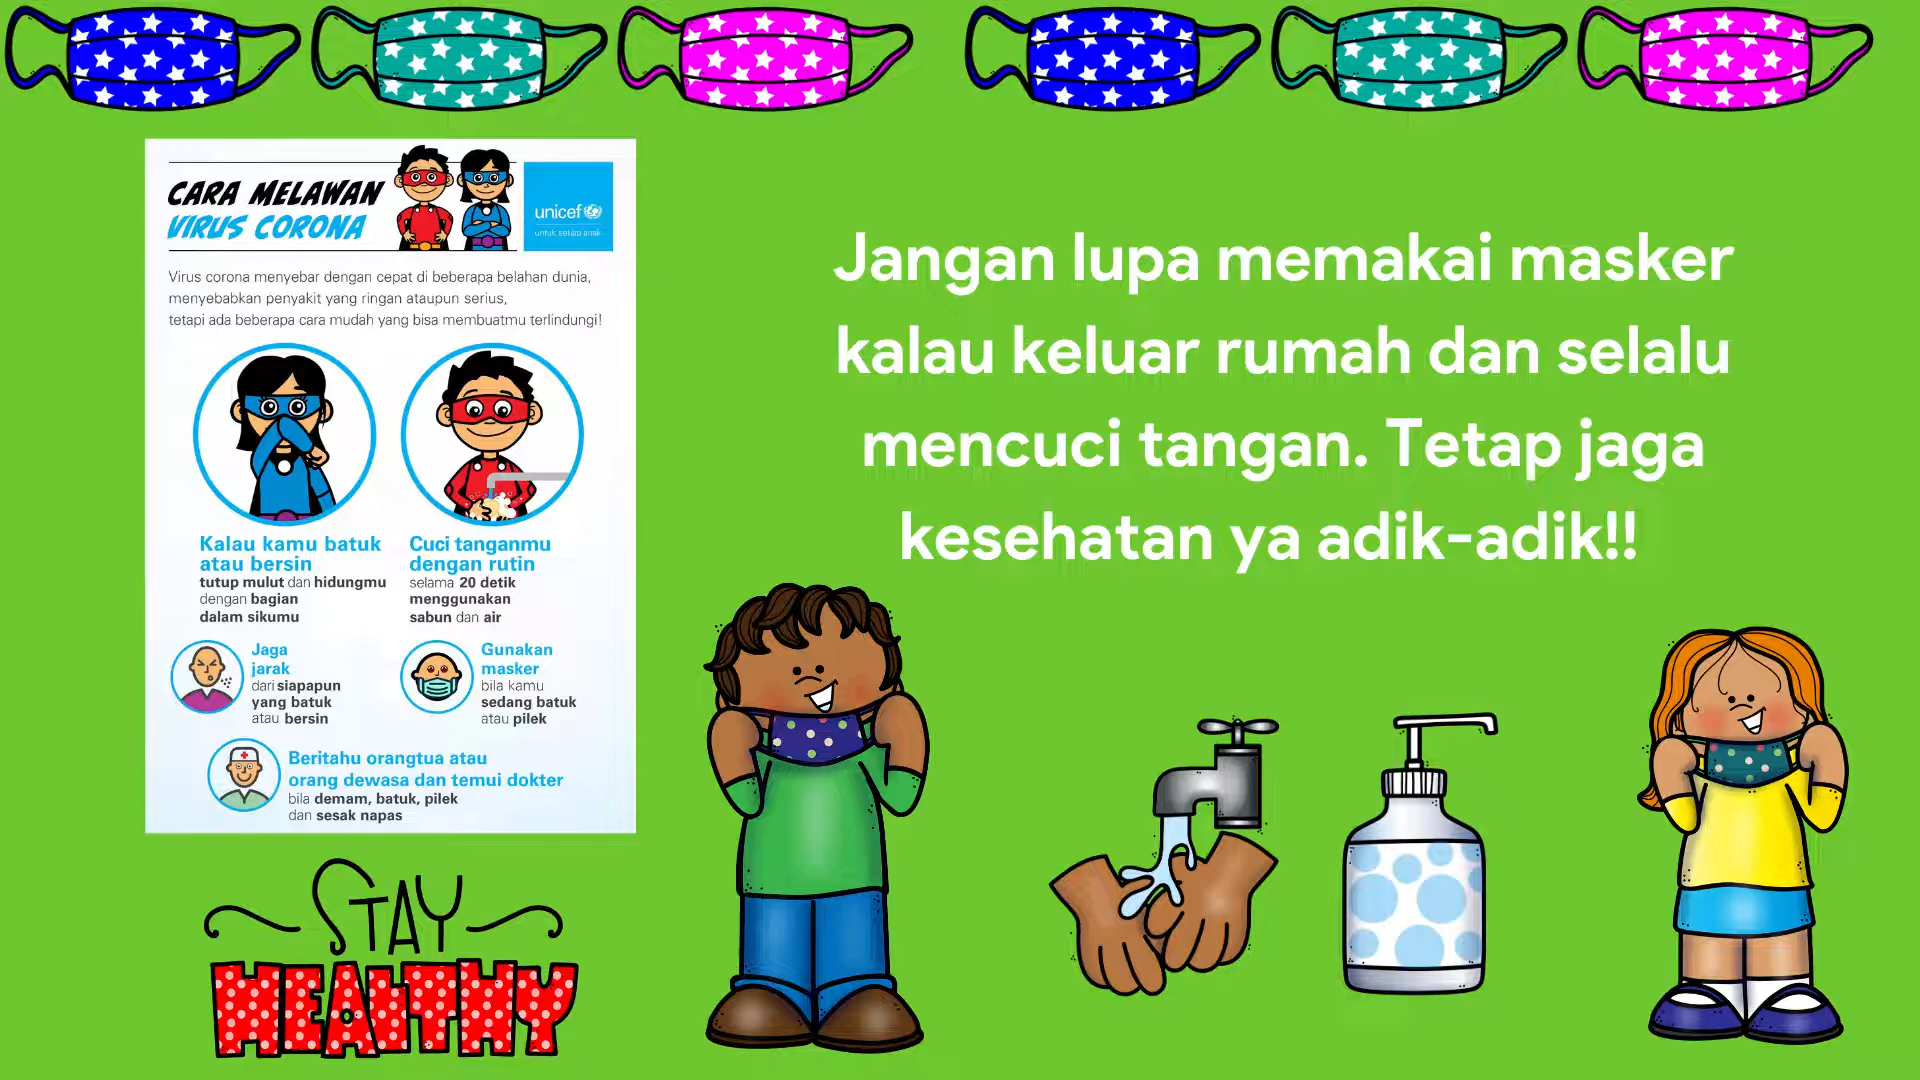 CARA MELAWAN
VIRUS CORONA
unicef
untuk setiap anak
Virus corona menyebar dengan cepat di beberapa belahan dunia,
menyebabkan penyakit yang ringan ataupun serius,
tetapi ada beberapa cara mudah yang bisa membuatmu terlindungi!
Kalau kamu batuk
atau bersin
tutup mulut dan hidungmu
dengan bagian
dalam sikumu
Cuci tanganmu
dengan rutin
selama 20 detik
menggunakan
sabun dan air
Jaga
jarak
dari siapapun
yang batuk
atau bersin
Gunakan
masker
bila kamu
sedang batuk
atau pilek
Beritahu orangtua atau
orang dewasa dan temui dokter
bila demam, batuk, pilek
dan sesak napas
Jangan lupa memakai masker
kalau keluar rumah dan selalu
mencuci tangan. Tetap jaga
kesehatan ya adik-adik!!
STAY
HEALTHY